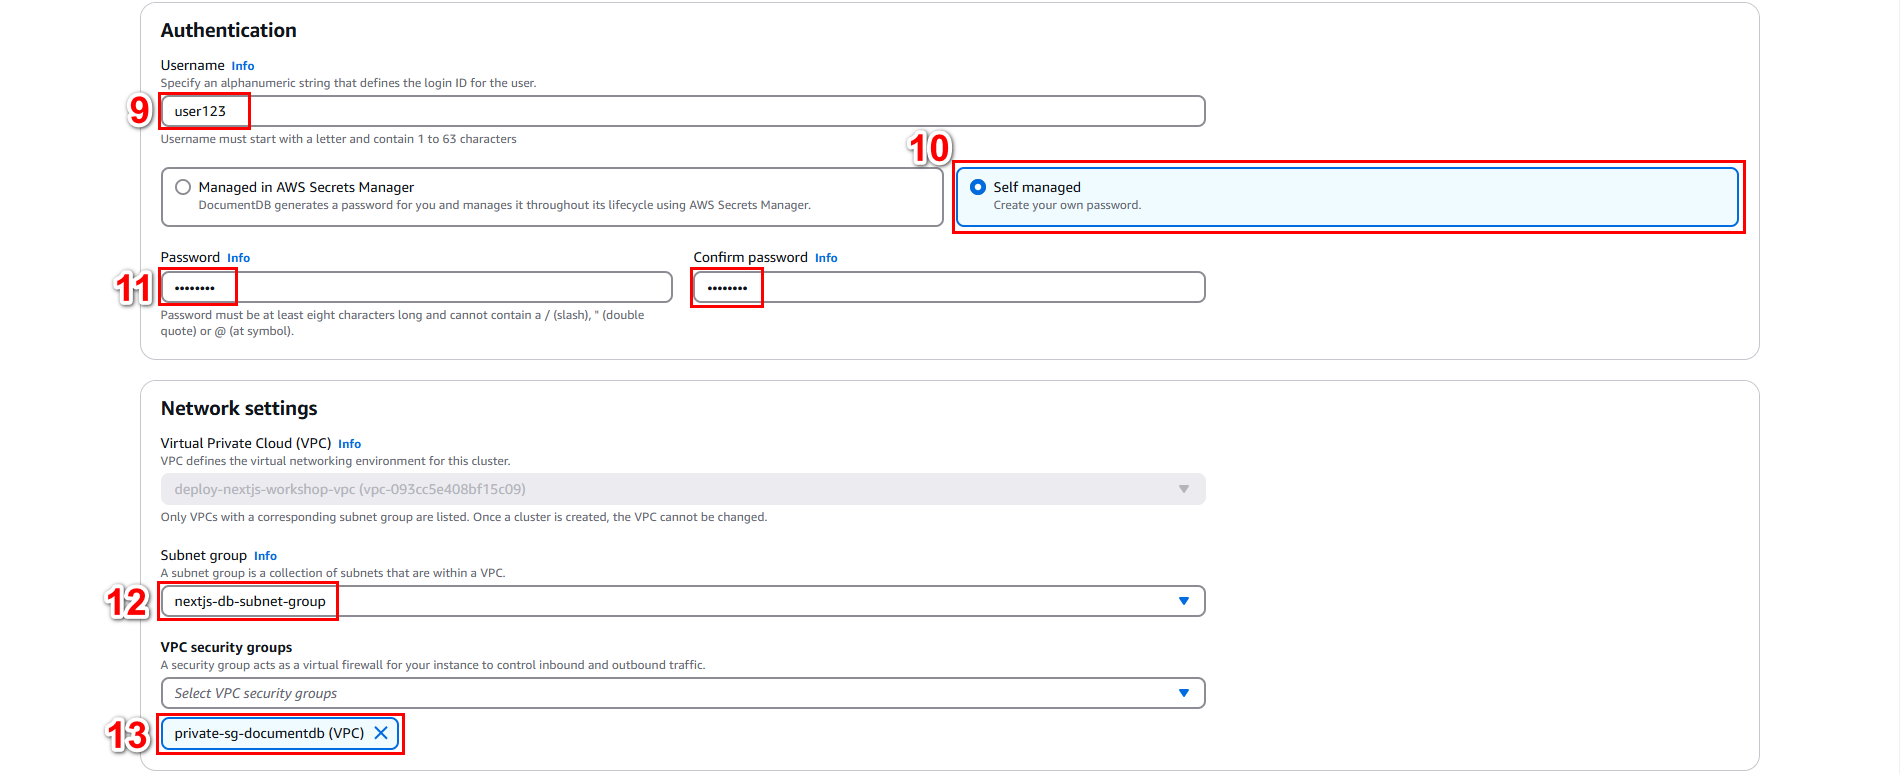 Authentication
Username Info
Specify an alphanumeric string that defines the login ID for the user.
9
user123
Username must start with a letter and contain 1 to 63 characters
10
Managed in AWS Secrets Manager
DocumentDB generates a password for you and manages it throughout its lifecycle using AWS Secrets Manager.
Self managed
Create your own password.
Password Info
Confirm password Info
11
••••••••
••••••••
Password must be at least eight characters long and cannot contain a / (slash), " (double
quote) or @ (at symbol).
Network settings
Virtual Private Cloud (VPC) Info
VPC defines the virtual networking environment for this cluster.
deploy-nextjs-workshop-vpc (vpc-093cc5e408bf15c09)
Only VPCs with a corresponding subnet group are listed. Once a cluster is created, the VPC cannot be changed.
Subnet group Info
A subnet group is a collection of subnets that are within a VPC.
12
nextjs-db-subnet-group
VPC security groups
A security group acts as a virtual firewall for your instance to control inbound and outbound traffic.
Select VPC security groups
13
private-sg-documentdb (VPC)